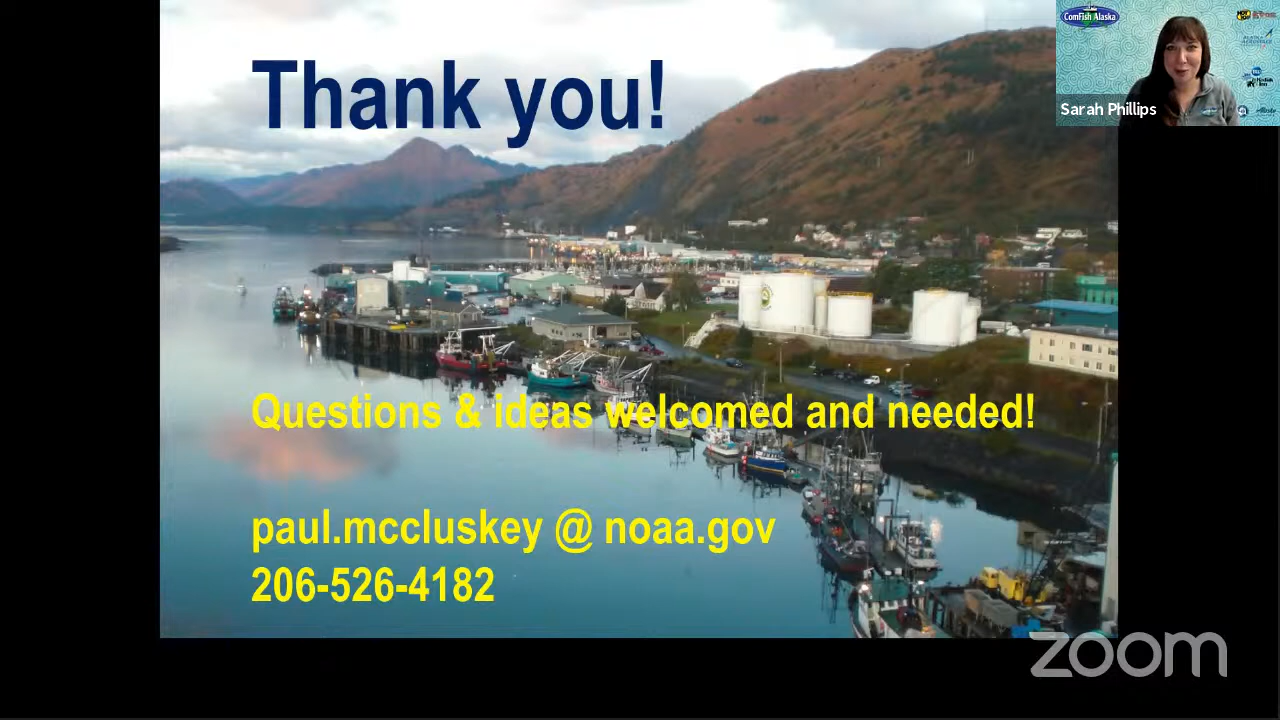 Thank you!
ComFish Alaska
Sarah Phillips
Questions & ideas welcomed and needed!
paul.mccluskey @ noaa.gov
206-526-4182
zoom